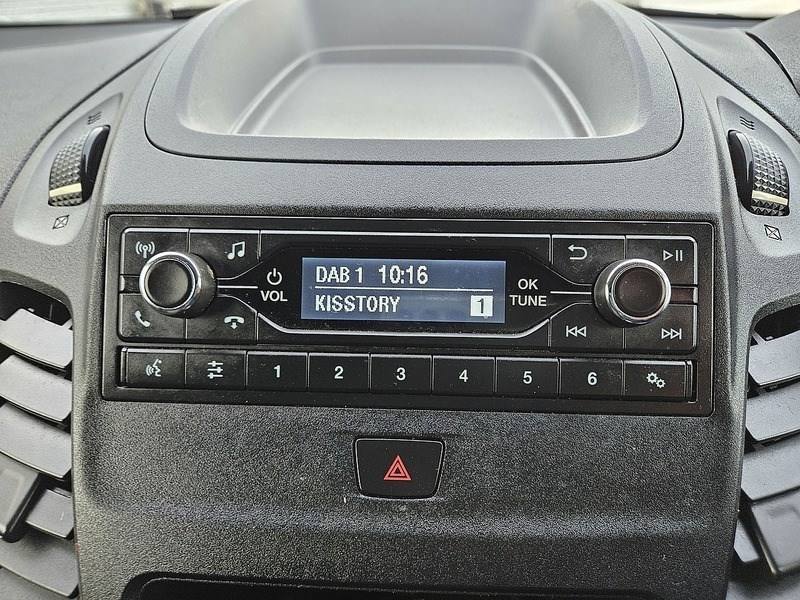 DAB 1 10:16
KISSTORY 1
VOL
OK
TUNE
1 2 3 4 5 6